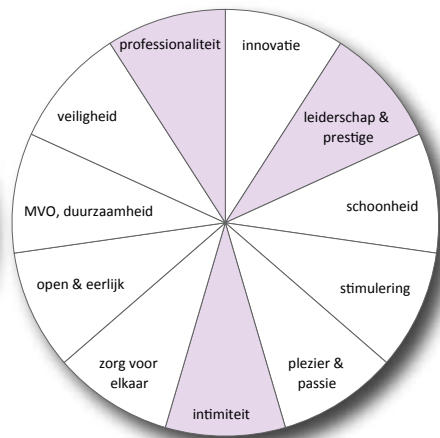 professionaliteit
innovatie
leiderschap &
prestige
schoonheid
stimulering
plezier &
passie
intimiteit
zorg voor
elkaar
open & eerlijk
MVO, duurzaamheid
veiligheid